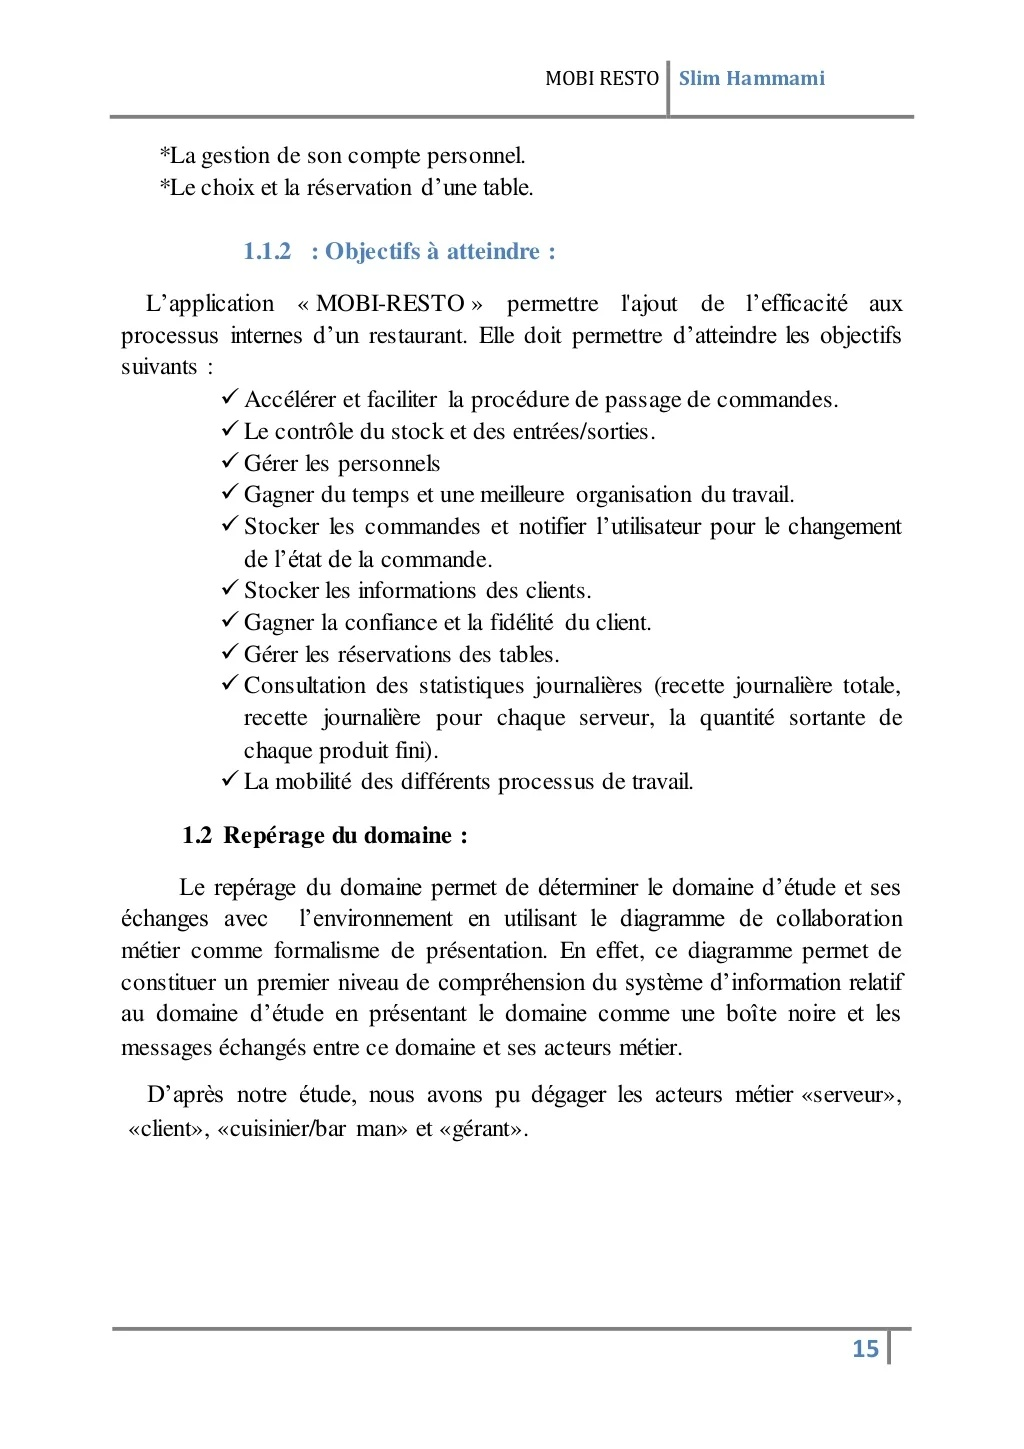 MOBI RESTO Slim Hammami
*La gestion de son compte personnel.
*Le choix et la réservation d’une table.
1.1.2 : Objectifs à atteindre :
L’application « MOBI-RESTO » permettre l'ajout de l’efficacité aux
processus internes d’un restaurant. Elle doit permettre d’atteindre les objectifs
suivants :
✓ Accélérer et faciliter la procédure de passage de commandes.
✓ Le contrôle du stock et des entrées/sorties.
✓ Gérer les personnels
✓ Gagner du temps et une meilleure organisation du travail.
✓ Stocker les commandes et notifier l’utilisateur pour le changement
de l’état de la commande.
✓ Stocker les informations des clients.
✓ Gagner la confiance et la fidélité du client.
✓ Gérer les réservations des tables.
✓ Consultation des statistiques journalières (recette journalière totale,
recette journalière pour chaque serveur, la quantité sortante de
chaque produit fini).
✓ La mobilité des différents processus de travail.
1.2 Repérage du domaine :
Le repérage du domaine permet de déterminer le domaine d’étude et ses
échanges avec l’environnement en utilisant le diagramme de collaboration
métier comme formalisme de présentation. En effet, ce diagramme permet de
constituer un premier niveau de compréhension du système d’information relatif
au domaine d’étude en présentant le domaine comme une boîte noire et les
messages échangés entre ce domaine et ses acteurs métier.
D’après notre étude, nous avons pu dégager les acteurs métier «serveur»,
«client», «cuisinier/bar man» et «gérant».
15